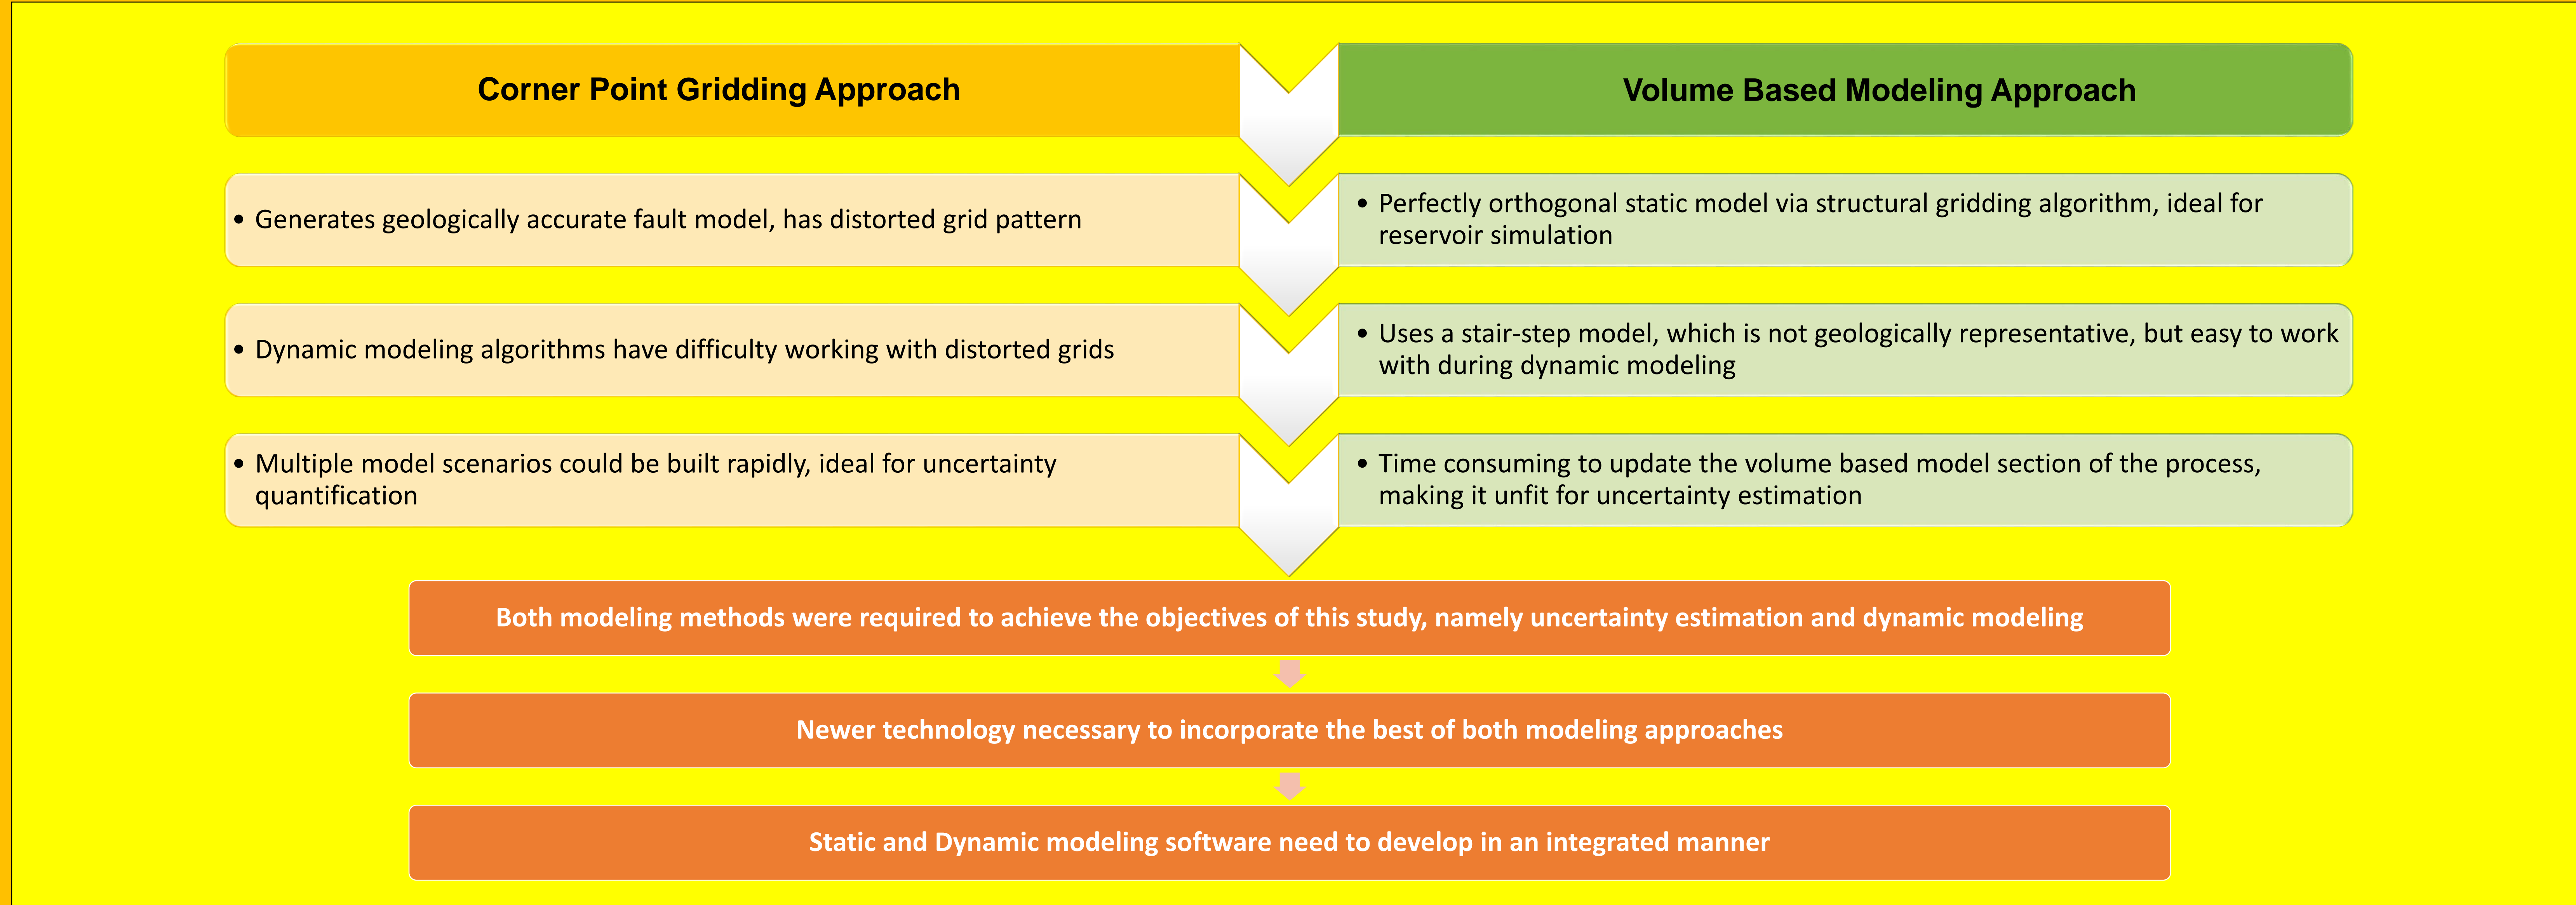 Corner Point Gridding Approach
Volume Based Modeling Approach
• Generates geologically accurate fault model, has distorted grid pattern
• Perfectly orthogonal static model via structural gridding algorithm, ideal for
reservoir simulation
• Dynamic modeling algorithms have difficulty working with distorted grids
• Uses a stair-step model, which is not geologically representative, but easy to work
with during dynamic modeling
• Multiple model scenarios could be built rapidly, ideal for uncertainty
quantification
• Time consuming to update the volume based model section of the process,
making it unfit for uncertainty estimation
Both modeling methods were required to achieve the objectives of this study, namely uncertainty estimation and dynamic modeling
Newer technology necessary to incorporate the best of both modeling approaches
Static and Dynamic modeling software need to develop in an integrated manner